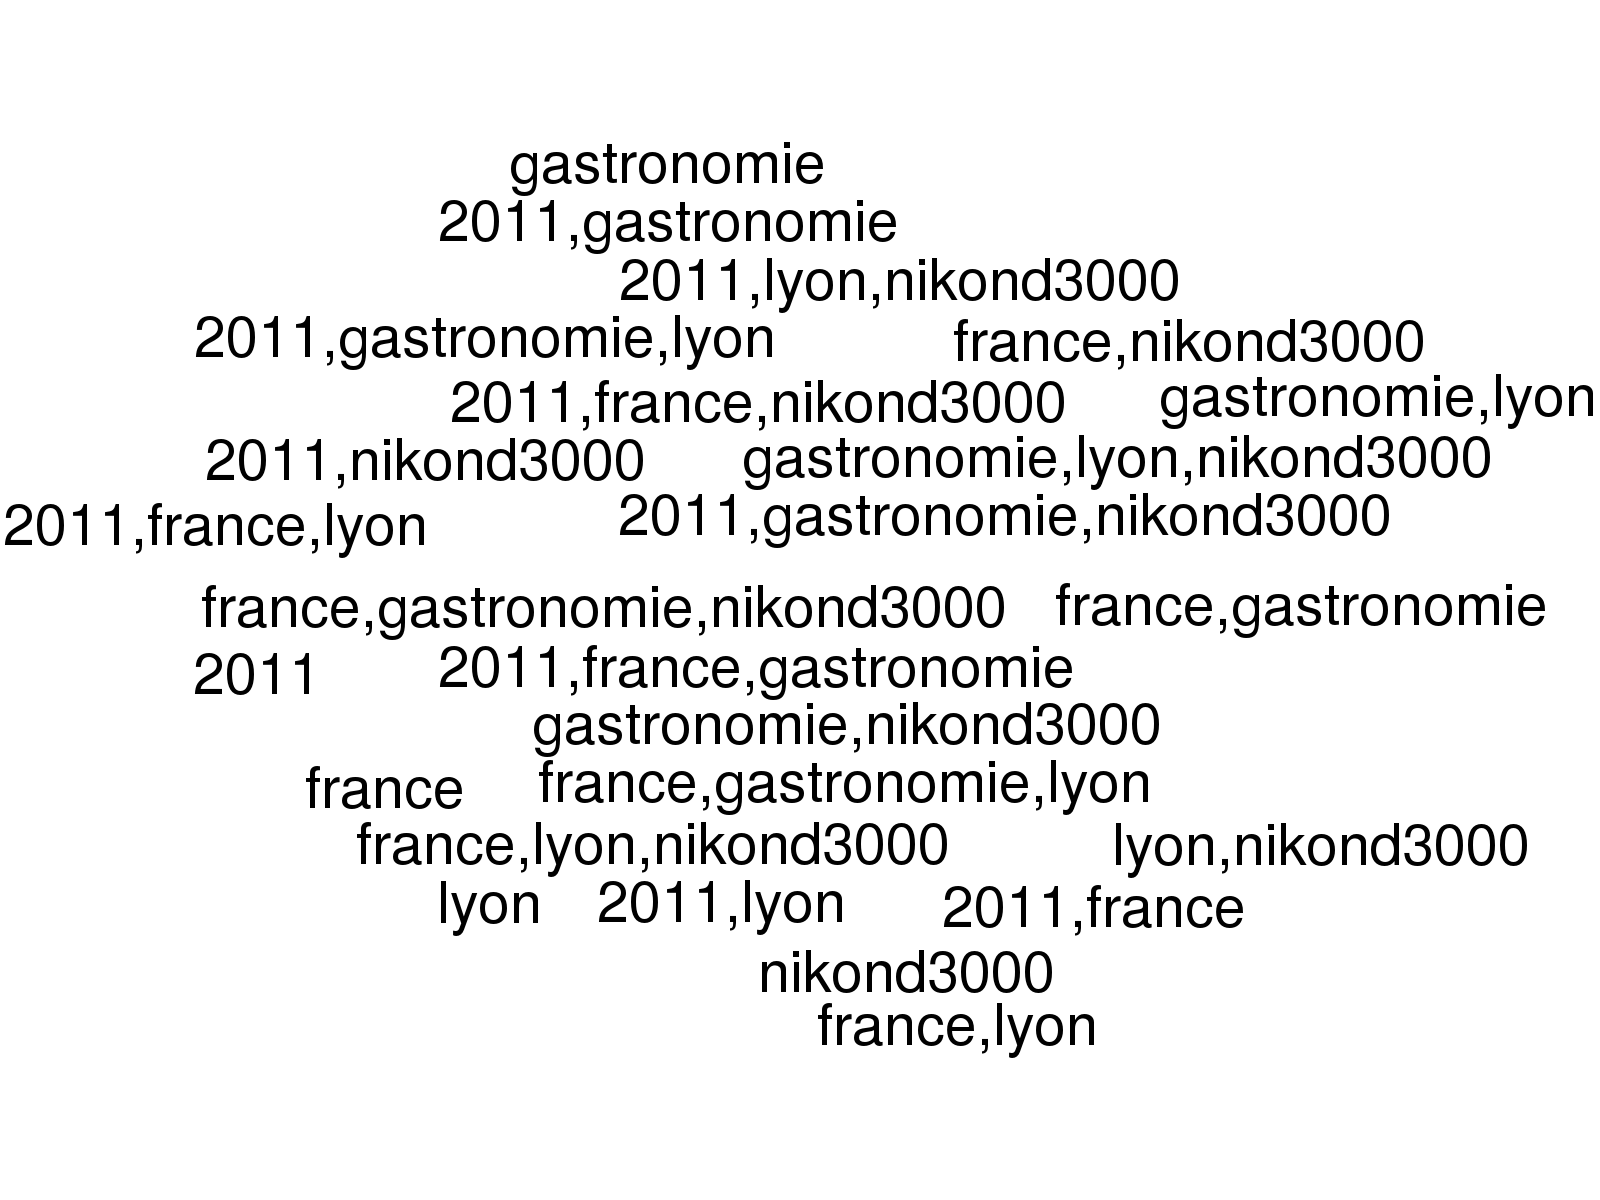 gastronomie
2011,gastronomie
2011,lyon,nikond3000
2011,gastronomie,lyon
france,nikond3000
2011,france,nikond3000
gastronomie,lyon
2011,nikond3000
gastronomie,lyon,nikond3000
2011,france,lyon
2011,gastronomie,nikond3000
france,gastronomie,nikond3000
france,gastronomie
2011
2011,france,gastronomie
gastronomie,nikond3000
france
france,gastronomie,lyon
france,lyon,nikond3000
lyon,nikond3000
lyon
2011,lyon
2011,france
nikond3000
france,lyon